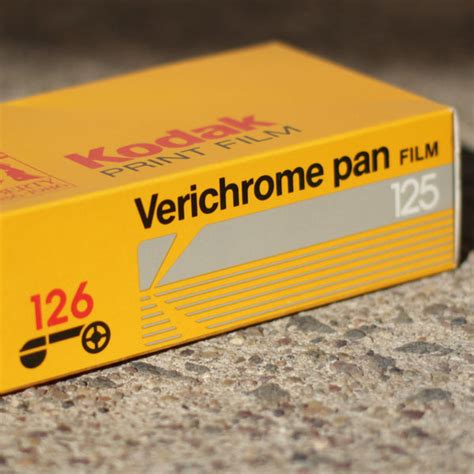 Kodak
PRINT FILM
Verichrome pan FILM
125
126